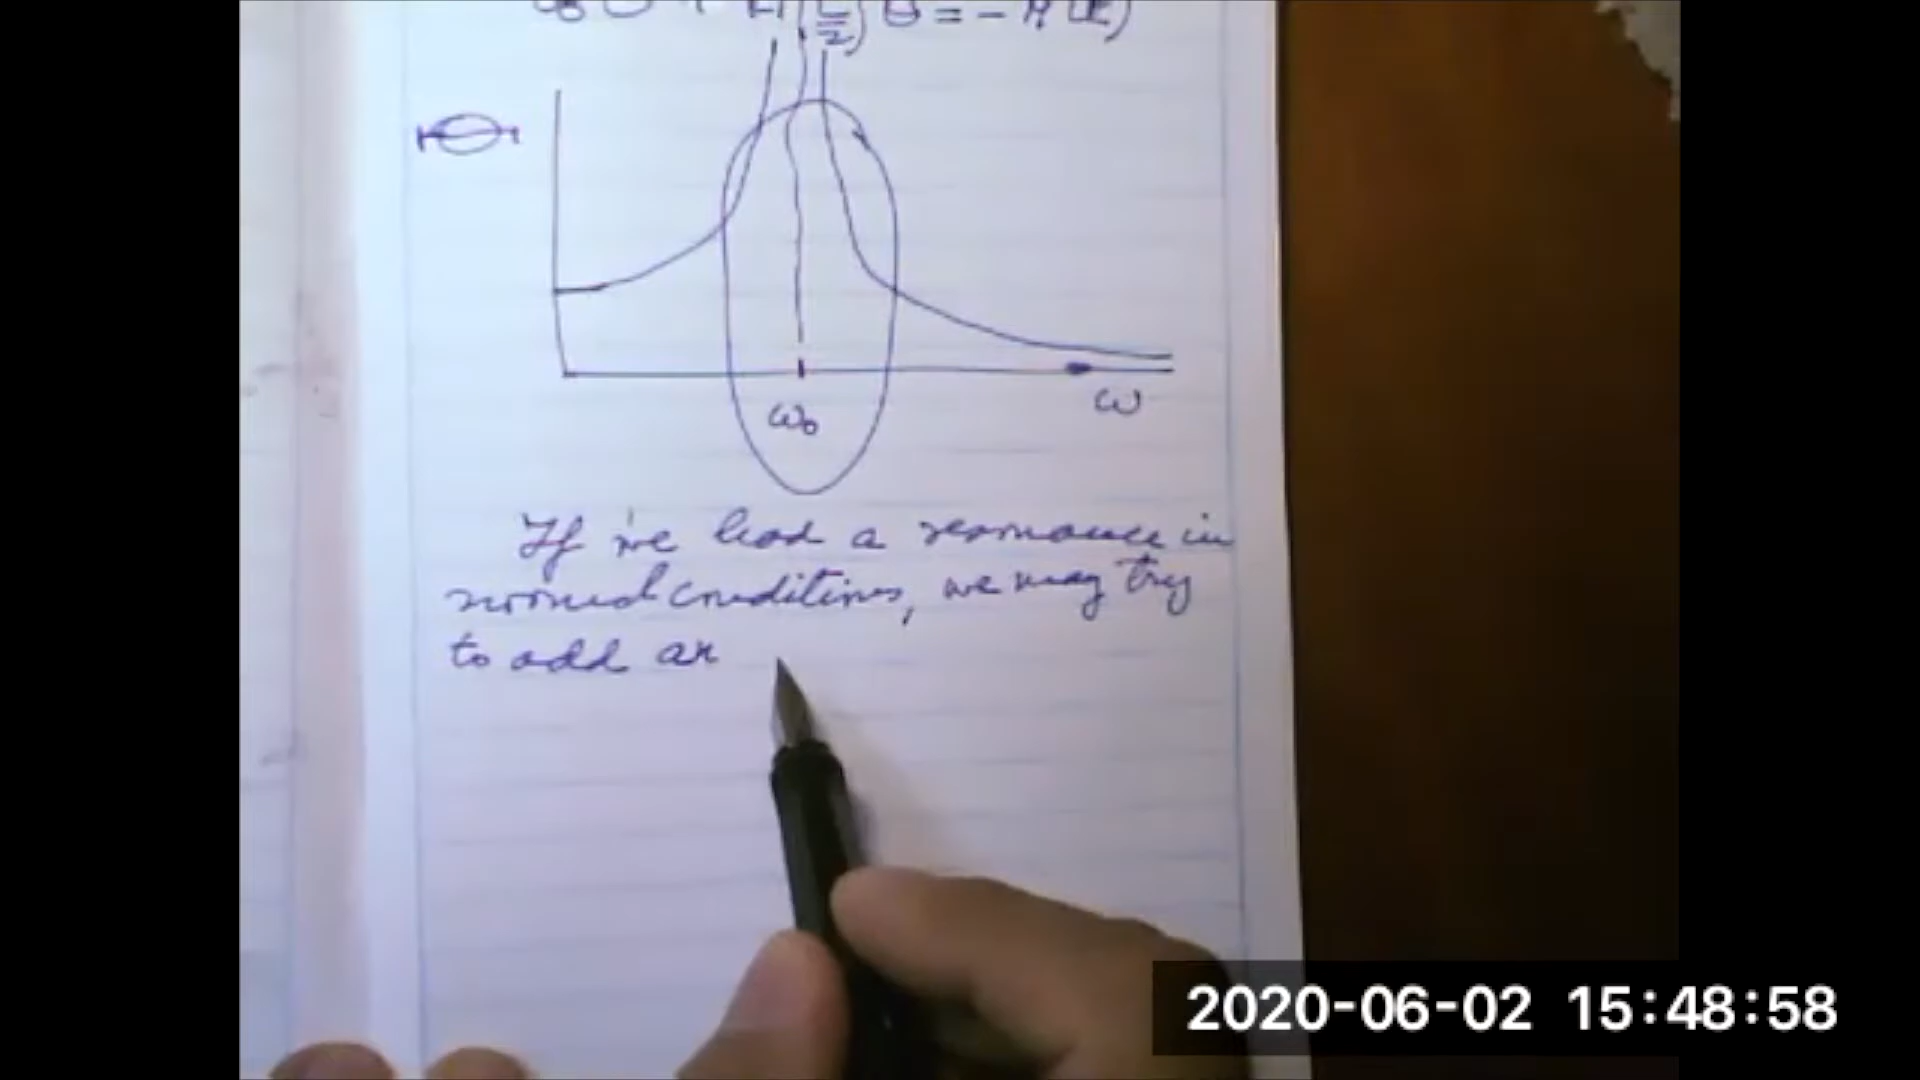 θ = -
Θ
ω
ω₀
If we had a resonance in
normal conditions, we may try
to add an
2020-06-02 15:48:58